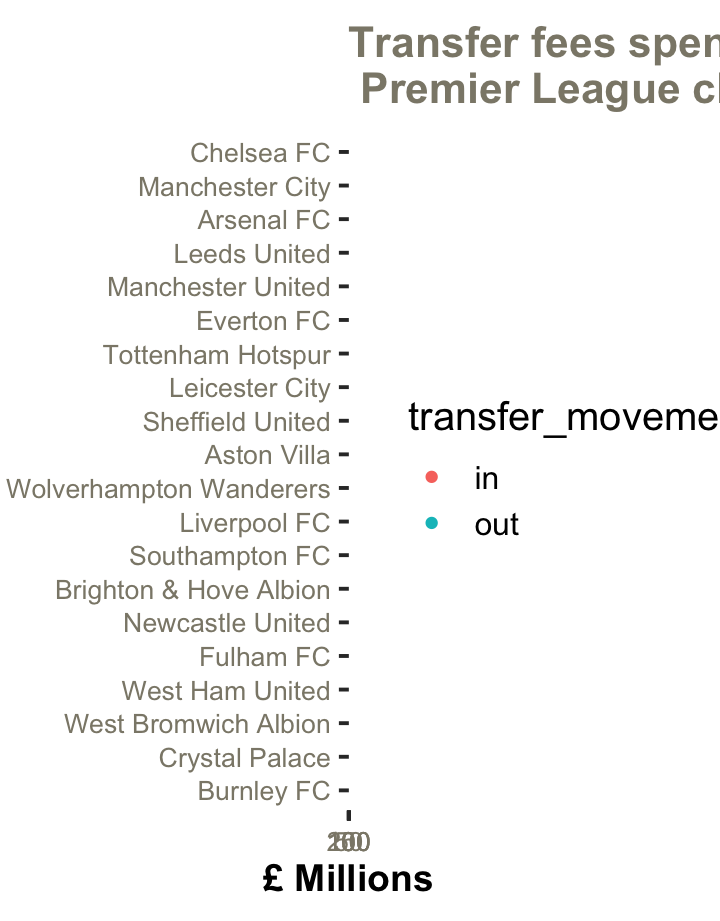 Transfer fees spen
Premier League cl
Chelsea FC
Manchester City
Arsenal FC
Leeds United
Manchester United
Everton FC
Tottenham Hotspur
Leicester City
Sheffield United
Aston Villa
Wolverhampton Wanderers
Liverpool FC
Southampton FC
Brighton & Hove Albion
Newcastle United
Fulham FC
West Ham United
West Bromwich Albion
Crystal Palace
Burnley FC
transfer_moveme
in
out
£ Millions